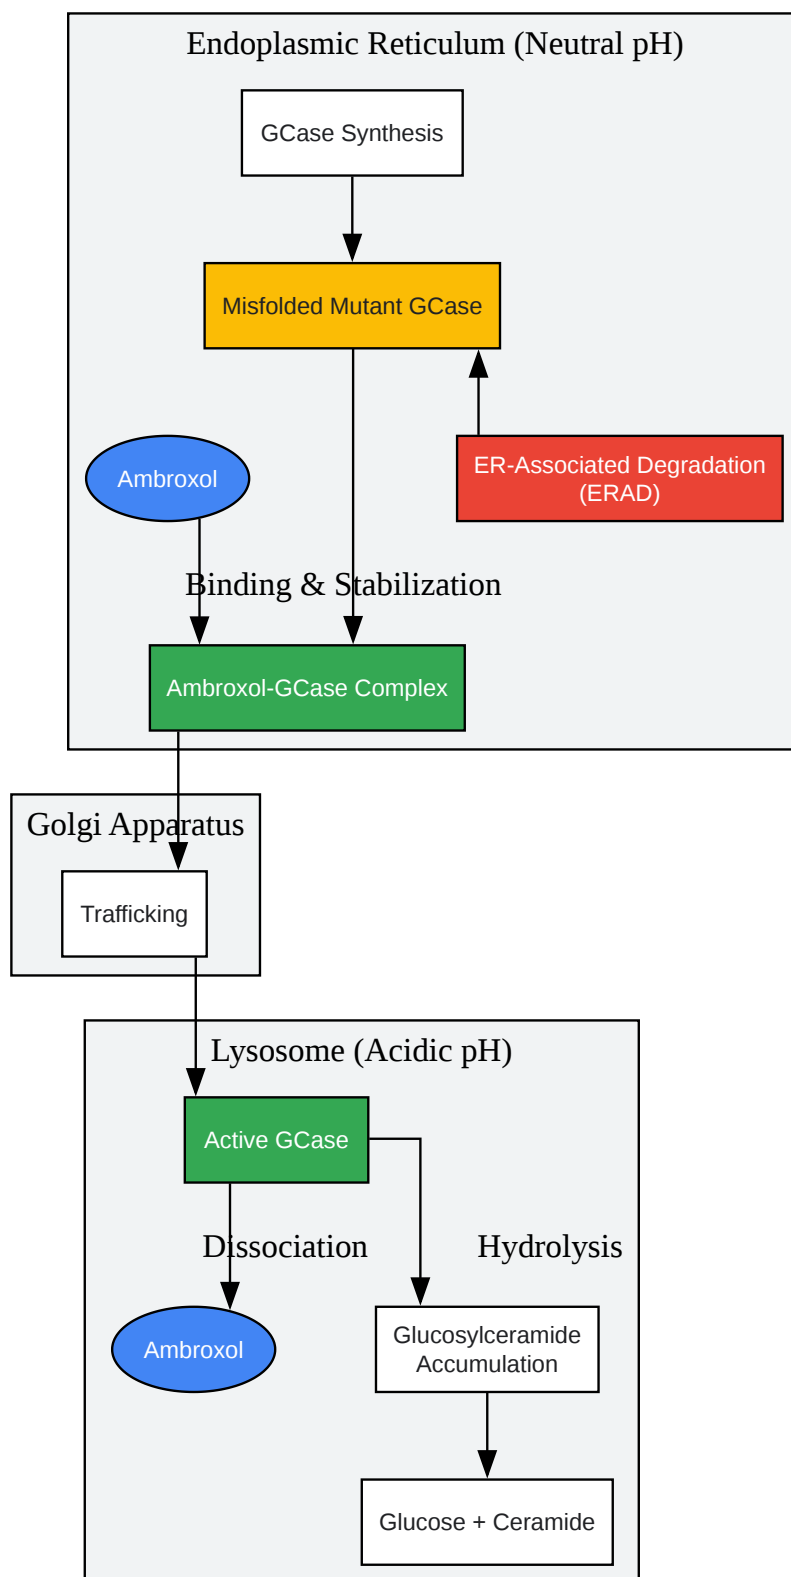 Endoplasmic Reticulum (Neutral pH)
GCase Synthesis
Misfolded Mutant GCase
Ambroxol
ER-Associated Degradation
(ERAD)
Binding & Stabilization
Ambroxol-GCase Complex
Golgi Apparatus
Trafficking
Lysosome (Acidic pH)
Active GCase
Dissociation
Hydrolysis
Ambroxol
Glucosylceramide
Accumulation
Glucose + Ceramide